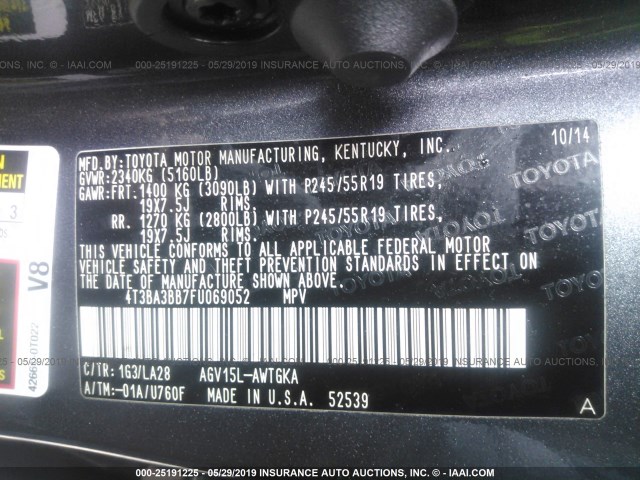 000-25191225 - 05/29/2019 INSURANCE AUTO AUCTIONS, INC. - © IAAI.COM
MFD.BY:TOYOTA MOTOR MANUFACTURING, KENTUCKY, INC. 10/14
GVWR:2340KG (5160LB)
GAWR:FRT.1400 KG (3090LB) WITH P245/55R19 TIRES,
19X7.5J RIMS,
RR. 1270 KG (2800LB) WITH P245/55R19 TIRES,
19X7.5J RIMS.
THIS VEHICLE CONFORMS TO ALL APPLICABLE FEDERAL MOTOR
VEHICLE SAFETY AND THEFT PREVENTION STANDARDS IN EFFECT ON
THE DATE OF MANUFACTURE SHOWN ABOVE.
4T3BA3BB7FU069052 MPV
C/TR:1G3/LA28 AGV15L-AWTGKA
A/TM:-01A/U760F MADE IN U.S.A. 52539
A
TOYOTA
TOYOTA
TOYOTA
TOYOTA
V8
000-25191225 - 05/29/2019 INSURANCE AUTO AUCTIONS, INC. - © IAAI.COM